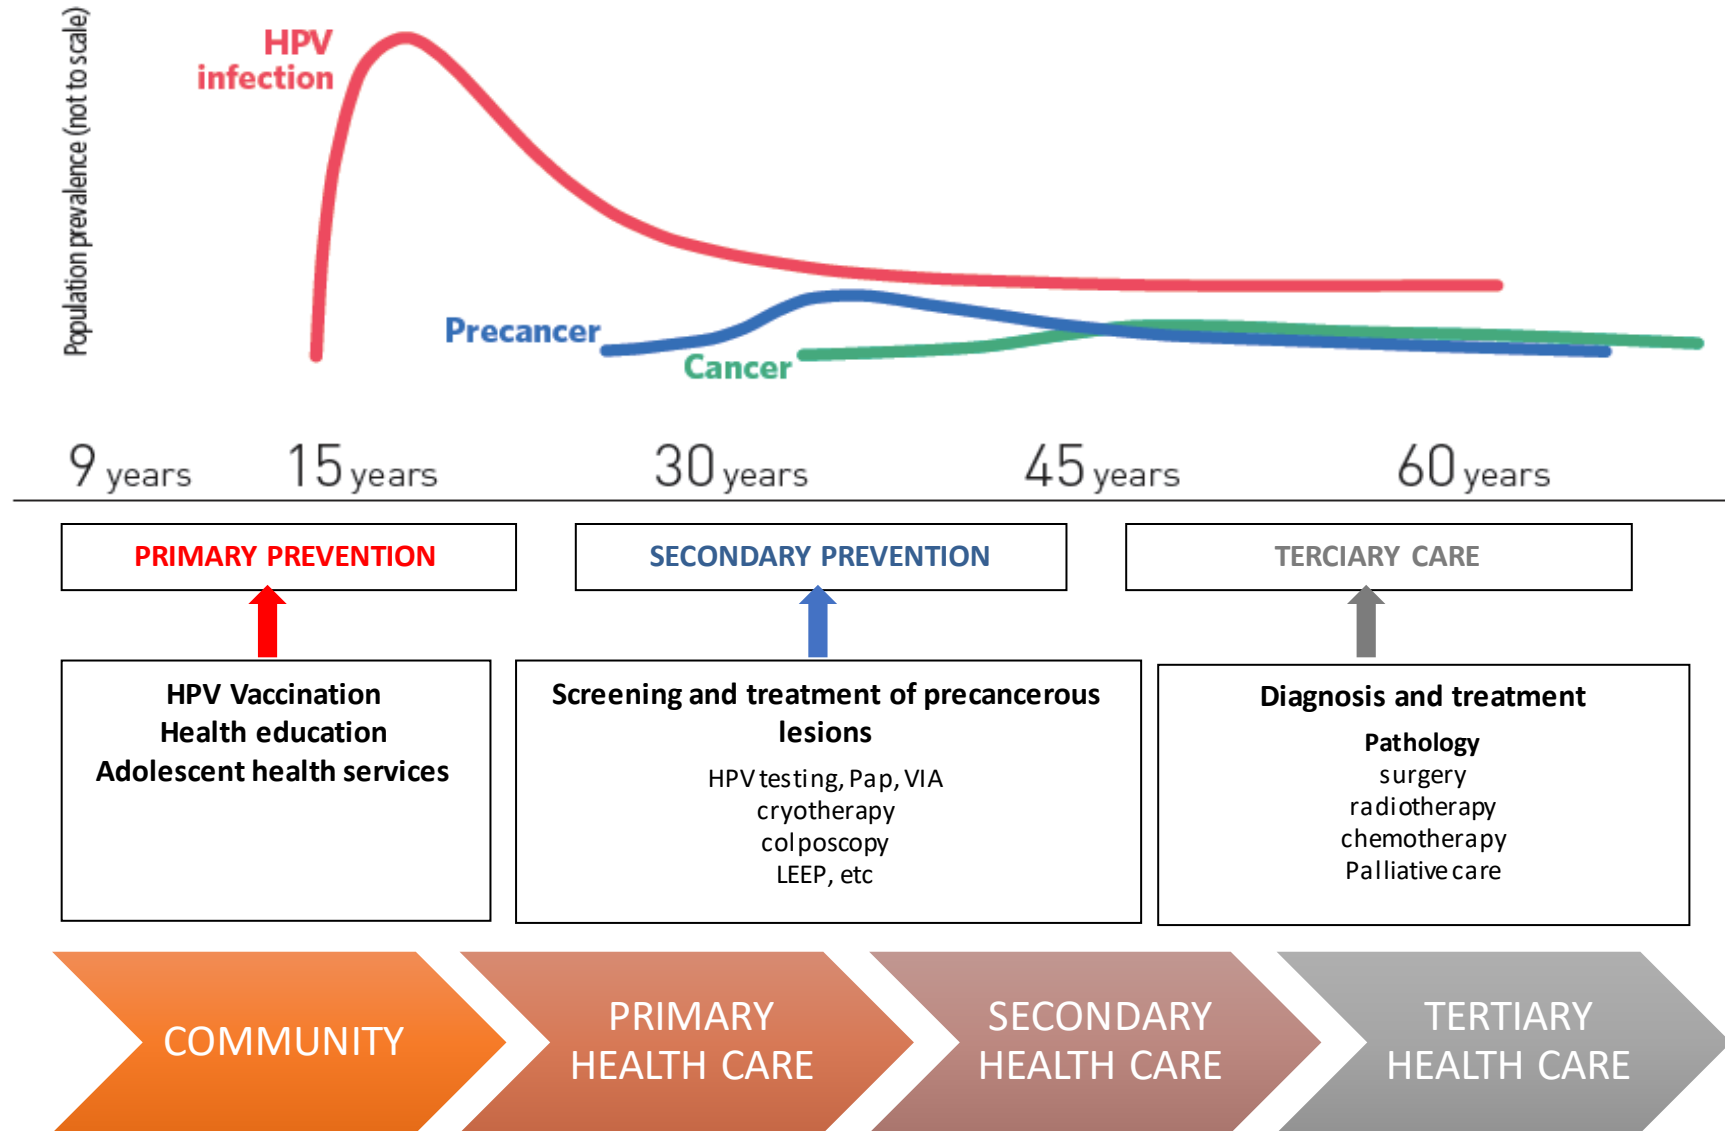 Population prevalence (not to scale)
HPV
infection
Precancer
Cancer
9 years
15 years
30 years
45 years
60 years
PRIMARY PREVENTION
SECONDARY PREVENTION
TERCIARY CARE
HPV Vaccination
Health education
Adolescent health services
Screening and treatment of precancerous
lesions
HPV testing, Pap, VIA
cryotherapy
colposcopy
LEEP, etc
Diagnosis and treatment
Pathology
surgery
radiotherapy
chemotherapy
Palliative care
COMMUNITY
PRIMARY
HEALTH CARE
SECONDARY
HEALTH CARE
TERTIARY
HEALTH CARE